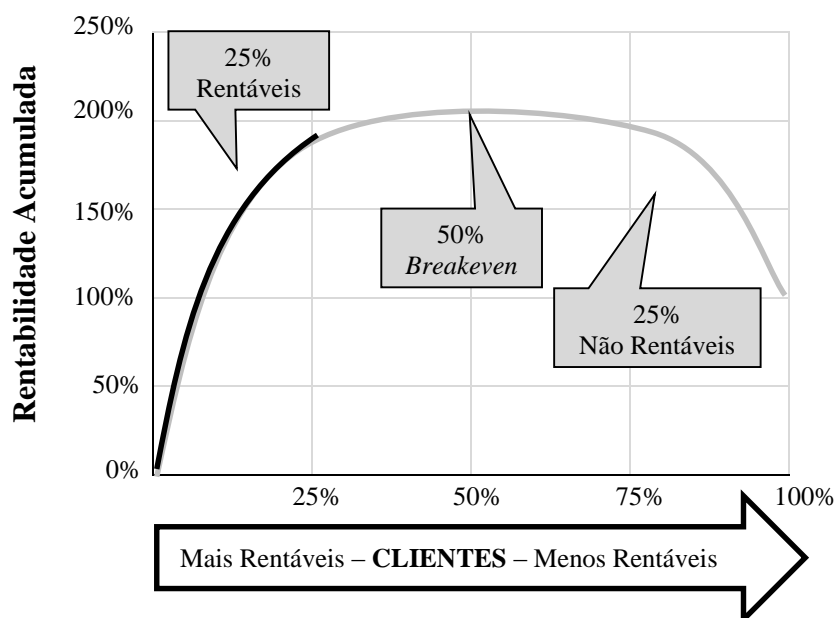 250%
200%
150%
100%
50%
0%
Rentabilidade Acumulada
25%
Rentáveis
50%
Breakeven
25%
Não Rentáveis
25%
50%
75%
100%
Mais Rentáveis – CLIENTES – Menos Rentáveis